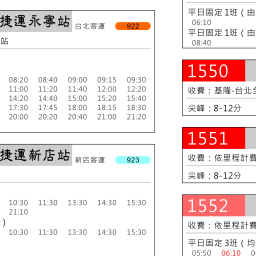 捷運永寧站 台北客運 922
站
08:20 08:40 09:00 09:15 09:30
11:00 11:20 11:40 12:00 12:20
14:20 14:40 15:00 15:20 15:40
17:30 17:45 18:00 18:15 18:30
20:00 20:20 20:40 21:00 21:20
捷運新店站 新店客運 923
10:30 11:30 13:30 14:30 15:30
21:10
)
10:30 11:30 13:30 14:30 15:30
平日固定1班 (由
06:10
平日固定1班 (由
08:40
1550
收費：基隆-台北全
尖峰：8-12分
1551
收費：依里程計費
尖峰：8-12分
1552
收費：依里程計費
平日固定3班 (均
05:50 06:10 0